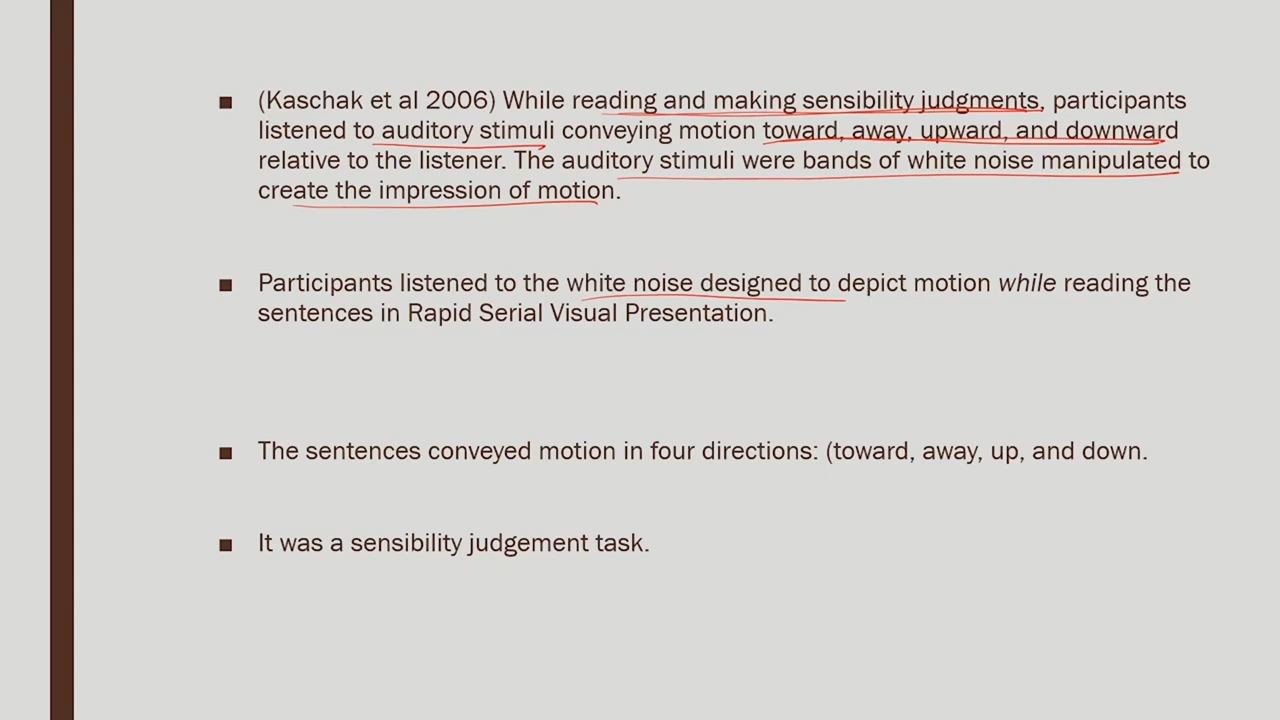 ■ (Kaschak et al 2006) While reading and making sensibility judgments, participants
listened to auditory stimuli conveying motion toward, away, upward, and downward
relative to the listener. The auditory stimuli were bands of white noise manipulated to
create the impression of motion.
■ Participants listened to the white noise designed to depict motion while reading the
sentences in Rapid Serial Visual Presentation.
■ The sentences conveyed motion in four directions: (toward, away, up, and down.
■ It was a sensibility judgement task.